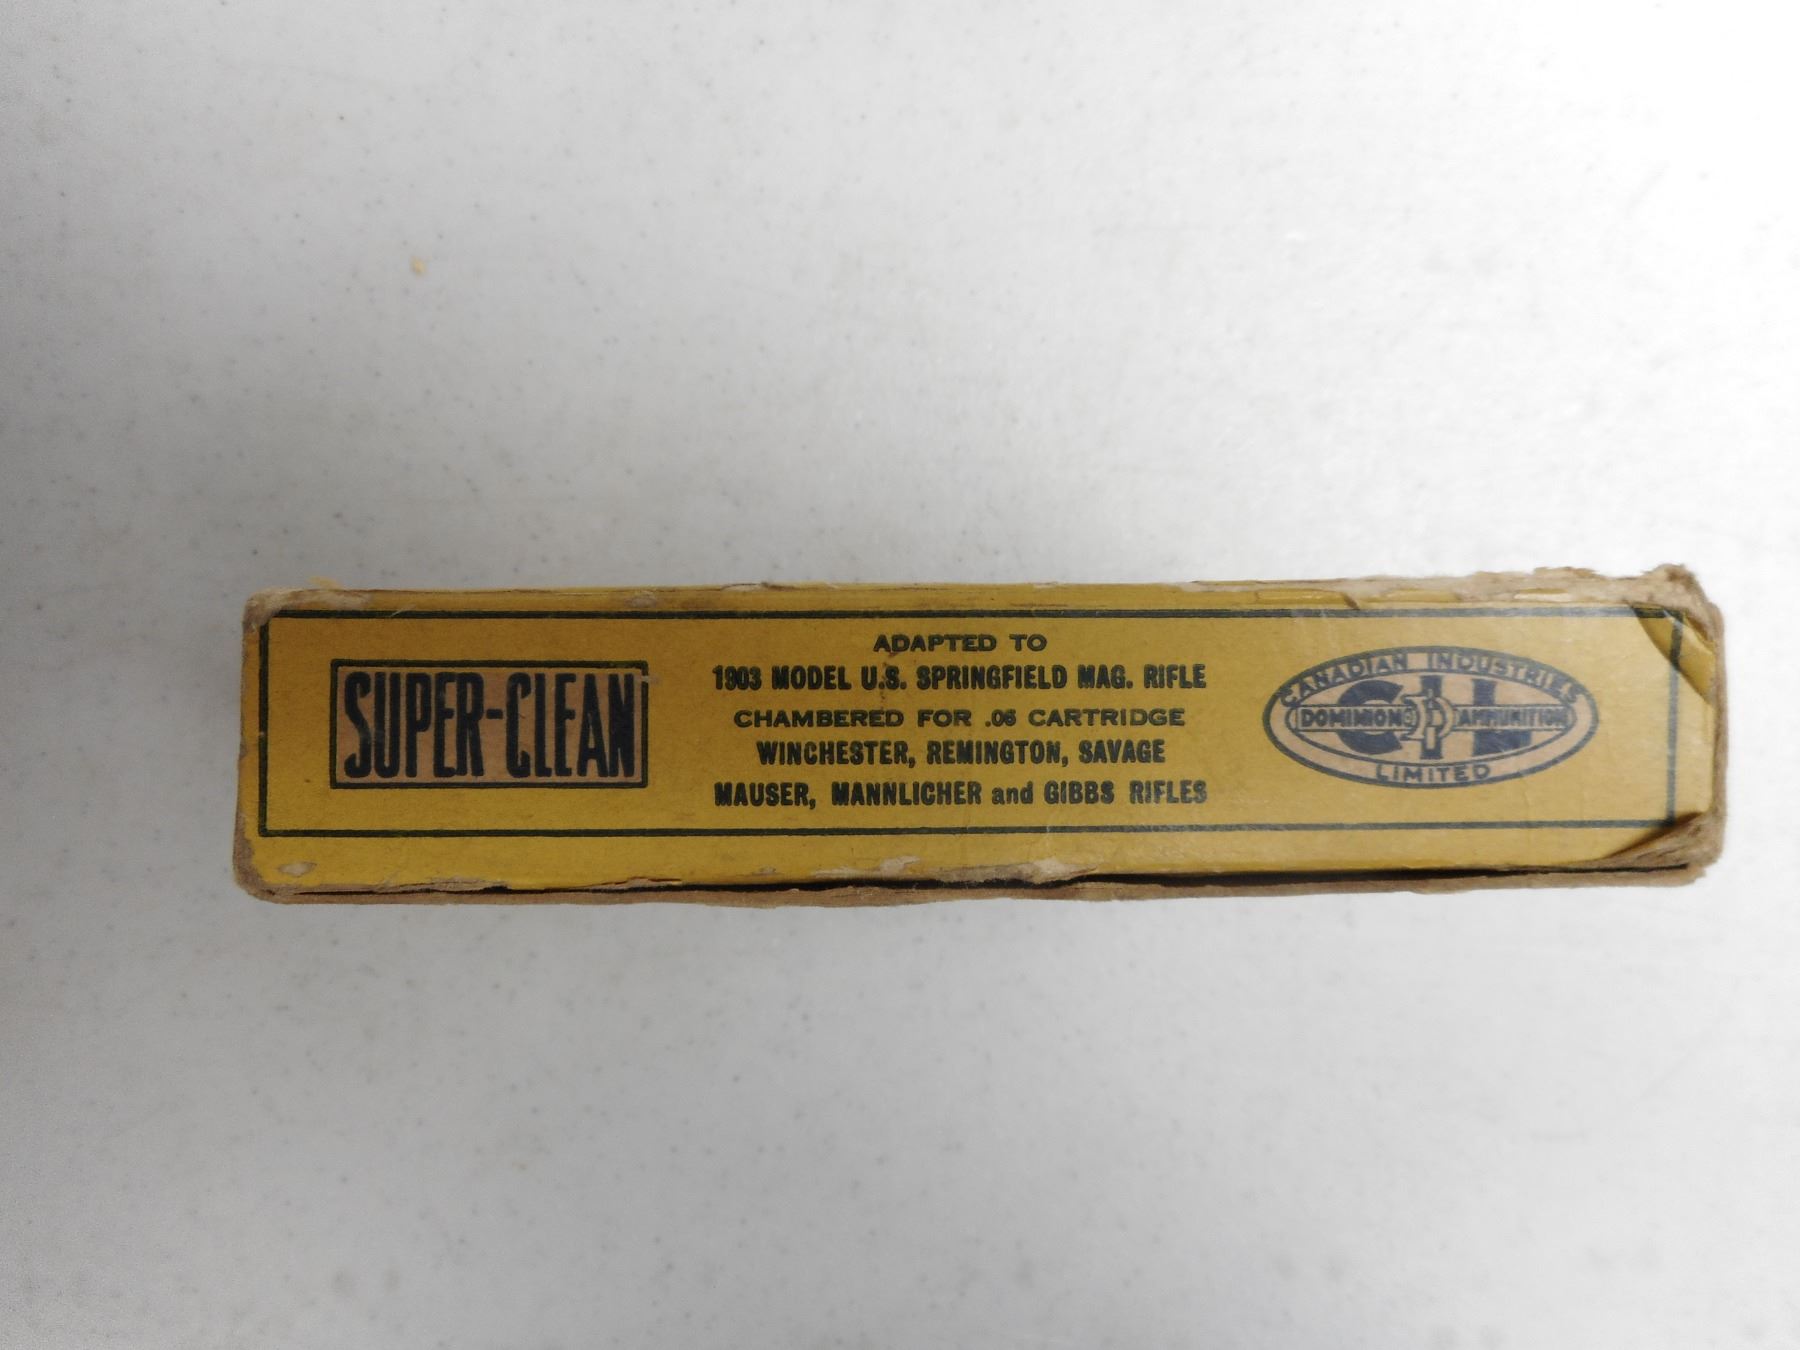 SUPER-CLEAN
ADAPTED TO
1903 MODEL U.S. SPRINGFIELD MAG. RIFLE
CHAMBERED FOR .06 CARTRIDGE
WINCHESTER, REMINGTON, SAVAGE
MAUSER, MANNLICHER and GIBBS RIFLES
CANADIAN INDUSTRIES
CIL
DOMINION AMMUNITION
LIMITED